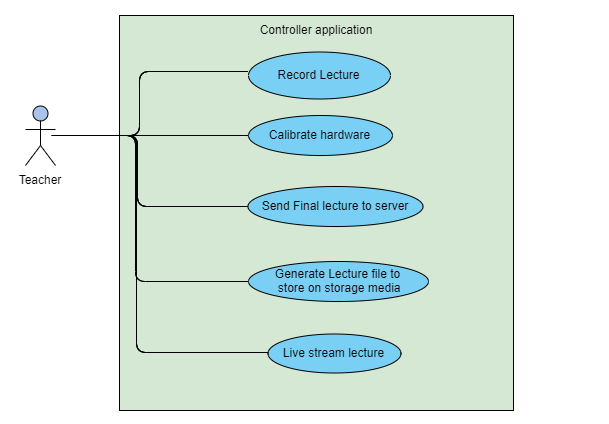 Controller application
Record Lecture
Calibrate hardware
Teacher
Send Final lecture to server
Generate Lecture file to
store on storage media
Live stream lecture